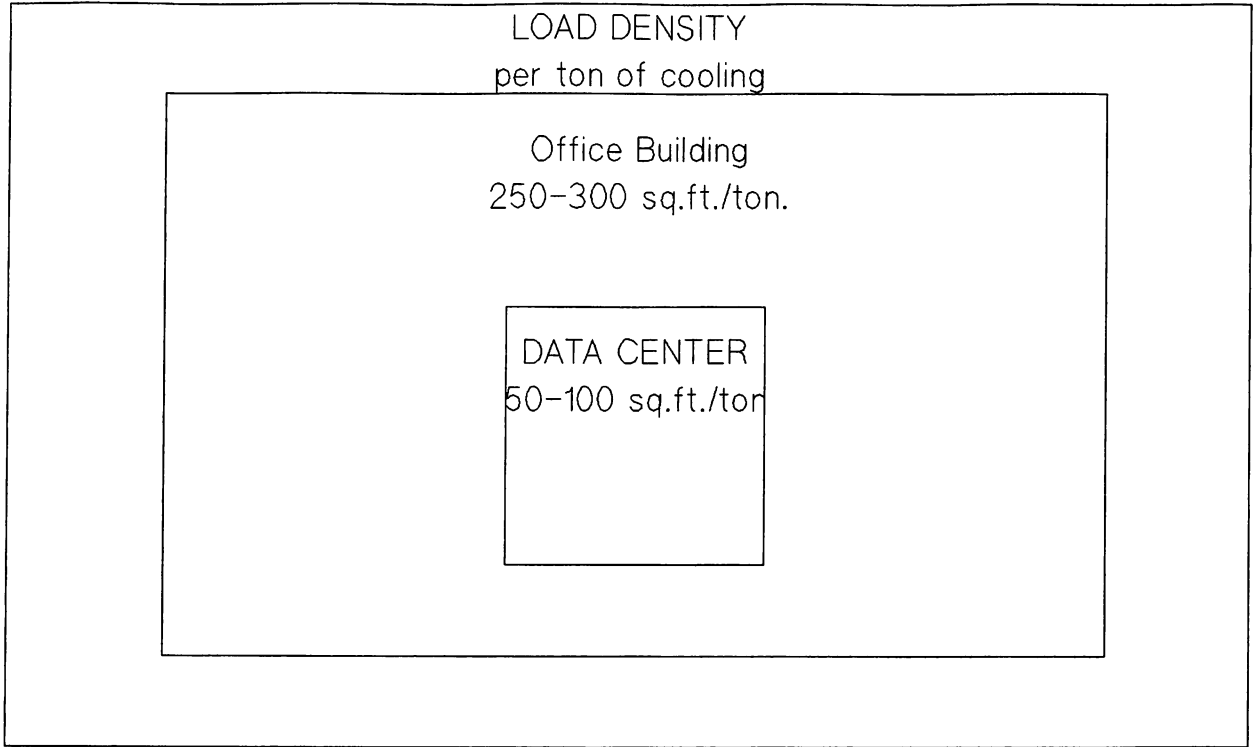 LOAD DENSITY
per ton of cooling
Office Building
250-300 sq.ft./ton.
DATA CENTER
50-100 sq.ft./ton